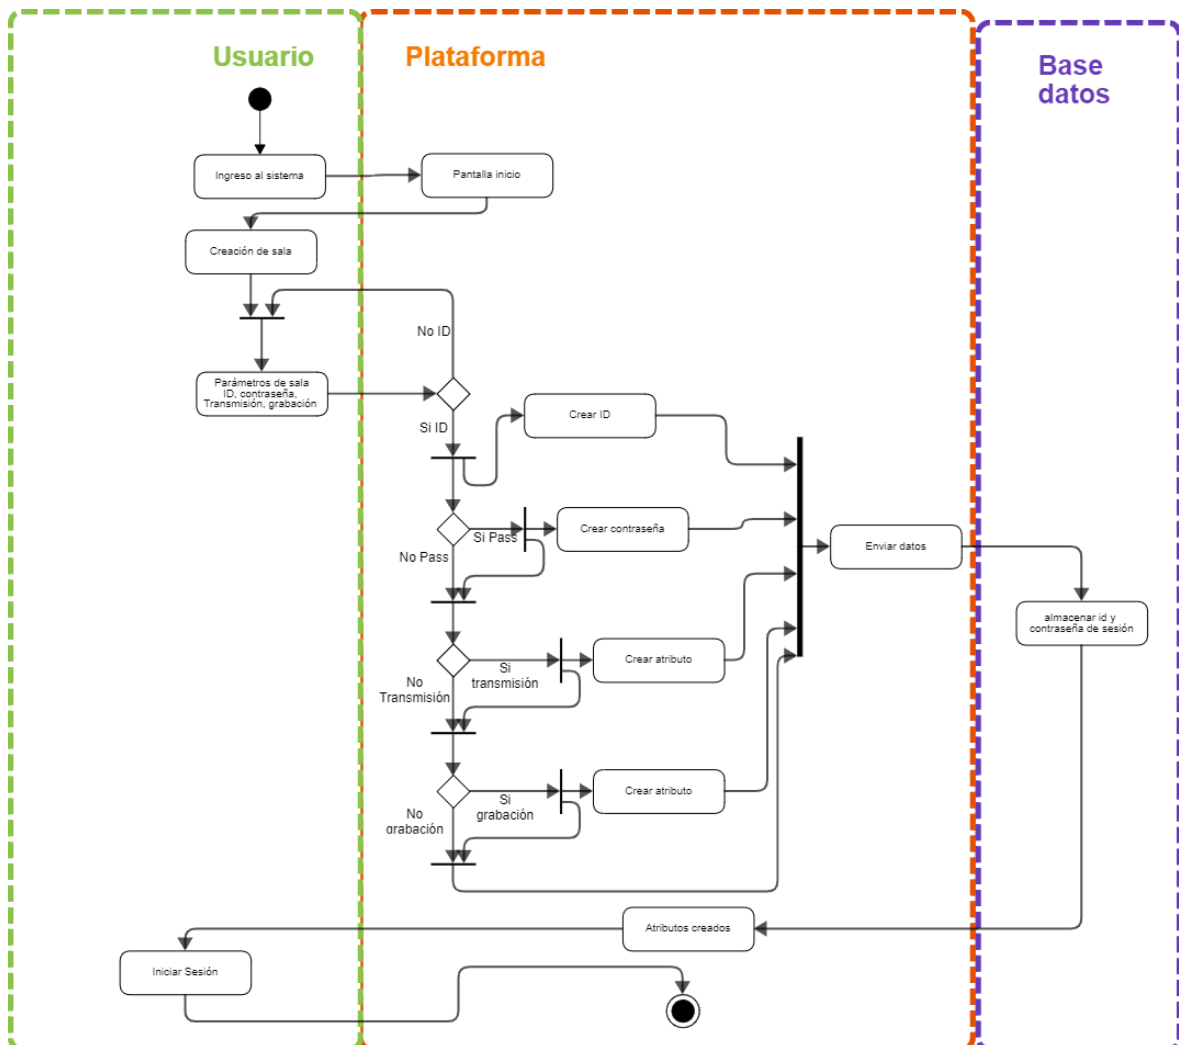 Usuario
Plataforma
Base
datos
Ingreso al sistema
Pantalla inicio
Creación de sala
No ID
Parámetros de sala
ID, contraseña,
Transmisión, grabación
Si ID
Crear ID
Si Pass
Crear contraseña
No Pass
Enviar datos
almacenar id y
contraseña de sesión
Si
transmisión
Crear atributo
No
Transmisión
Si
grabación
Crear atributo
No
grabación
Atributos creados
Iniciar Sesión